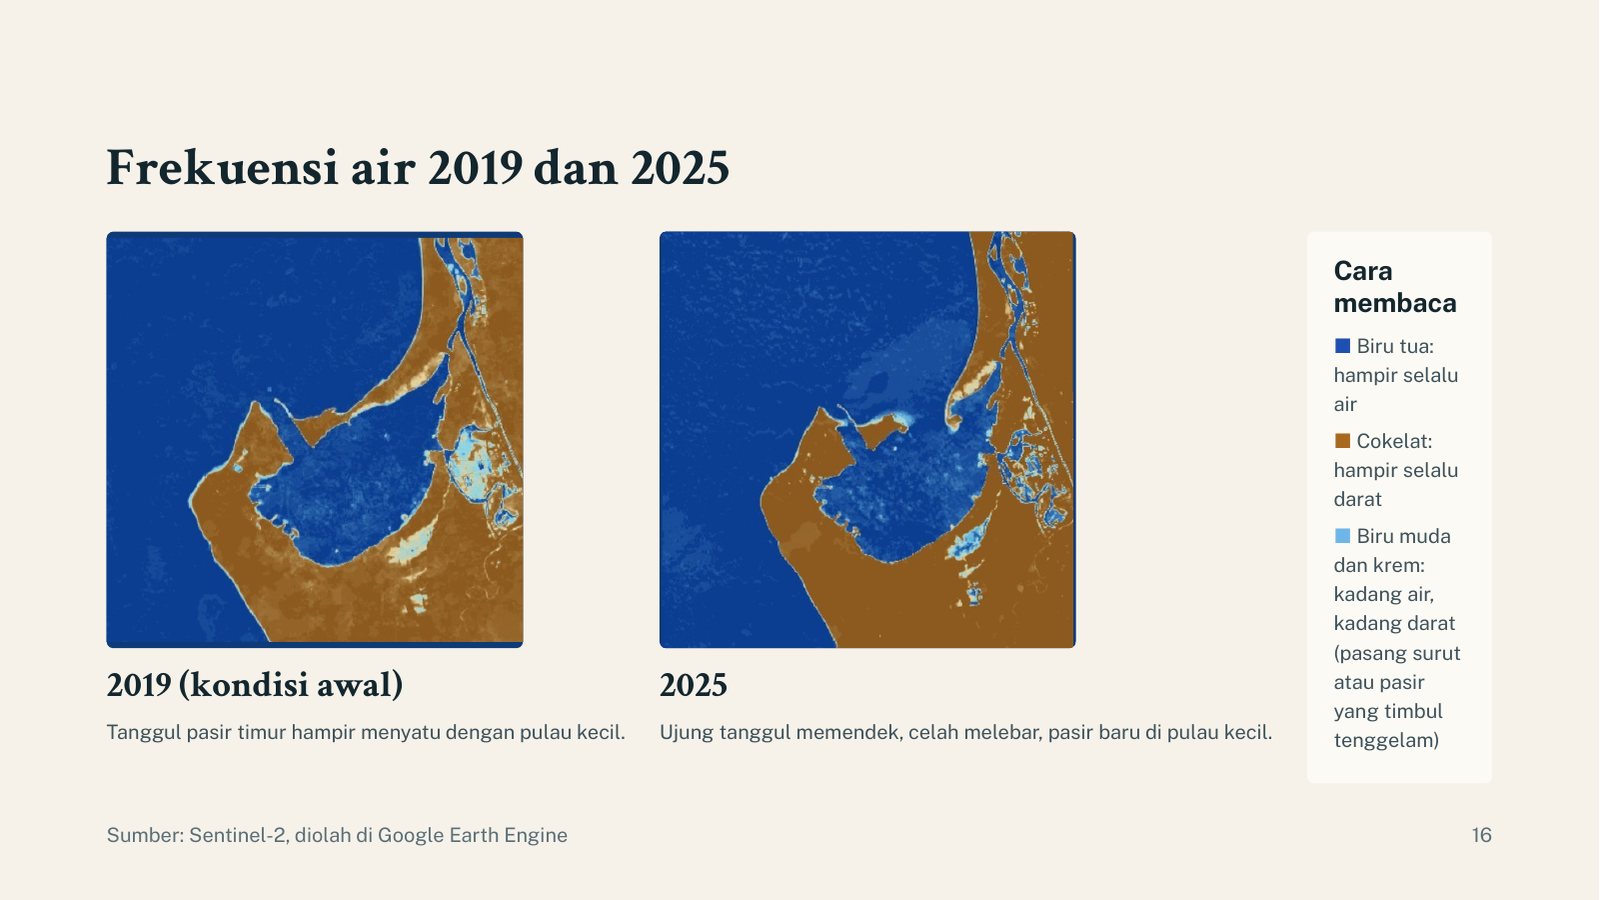 Frekuensi air 2019 dan 2025
2019 (kondisi awal)
Tanggul pasir timur hampir menyatu dengan pulau kecil.
2025
Ujung tanggul memendek, celah melebar, pasir baru di pulau kecil.
Cara
membaca
Biru tua:
hampir selalu
air
Cokelat:
hampir selalu
darat
Biru muda
dan krem:
kadang air,
kadang darat
(pasang surut
atau pasir
yang timbul
tenggelam)
Sumber: Sentinel-2, diolah di Google Earth Engine
16